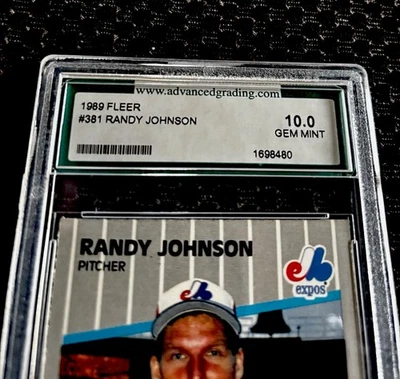 www.advancedgrading.com
1989 FLEER
#381 RANDY JOHNSON
10.0
GEM MINT
1698480
RANDY JOHNSON
PITCHER
expos